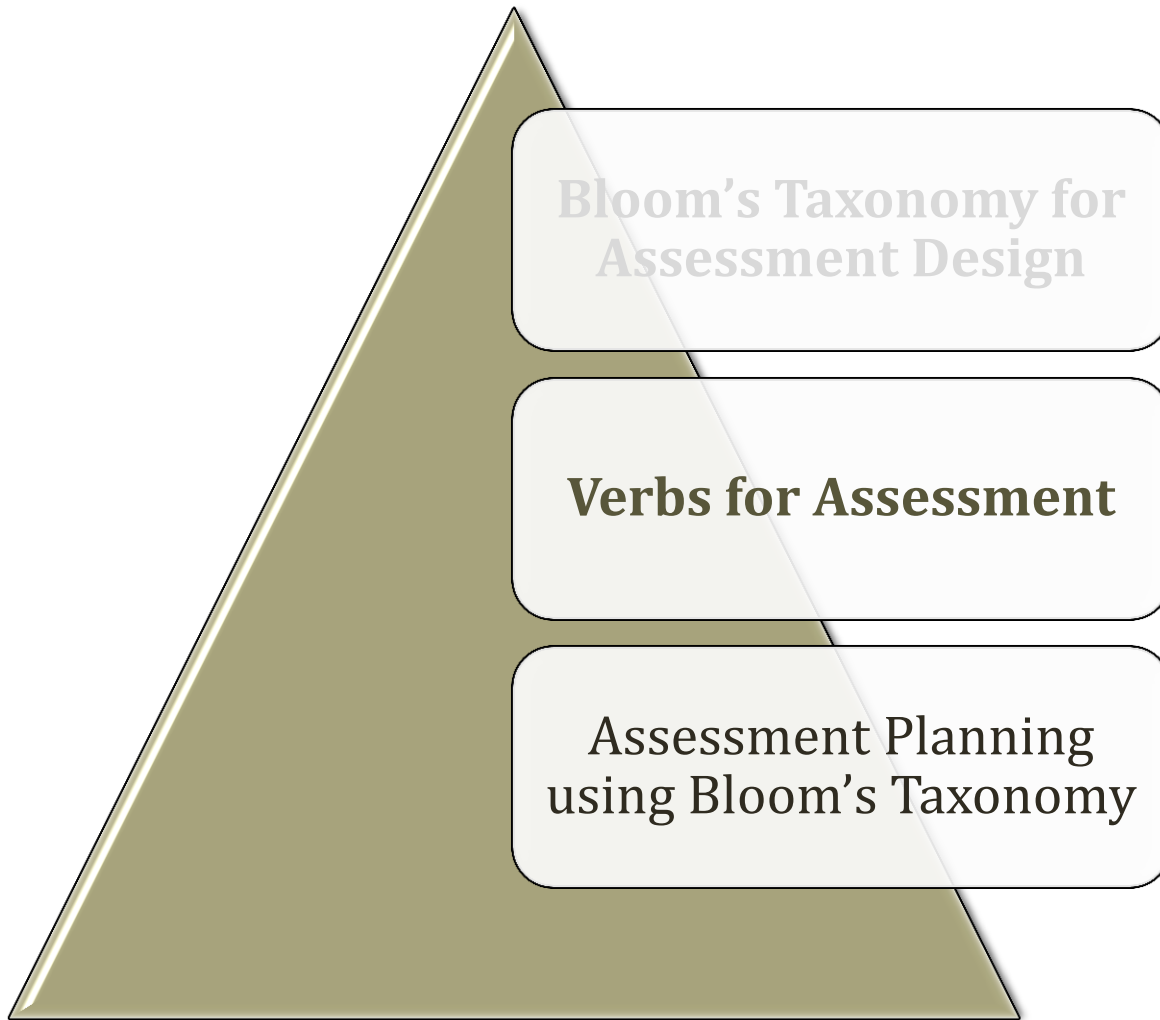 Bloom’s Taxonomy for
Assessment Design
Verbs for Assessment
Assessment Planning
using Bloom’s Taxonomy